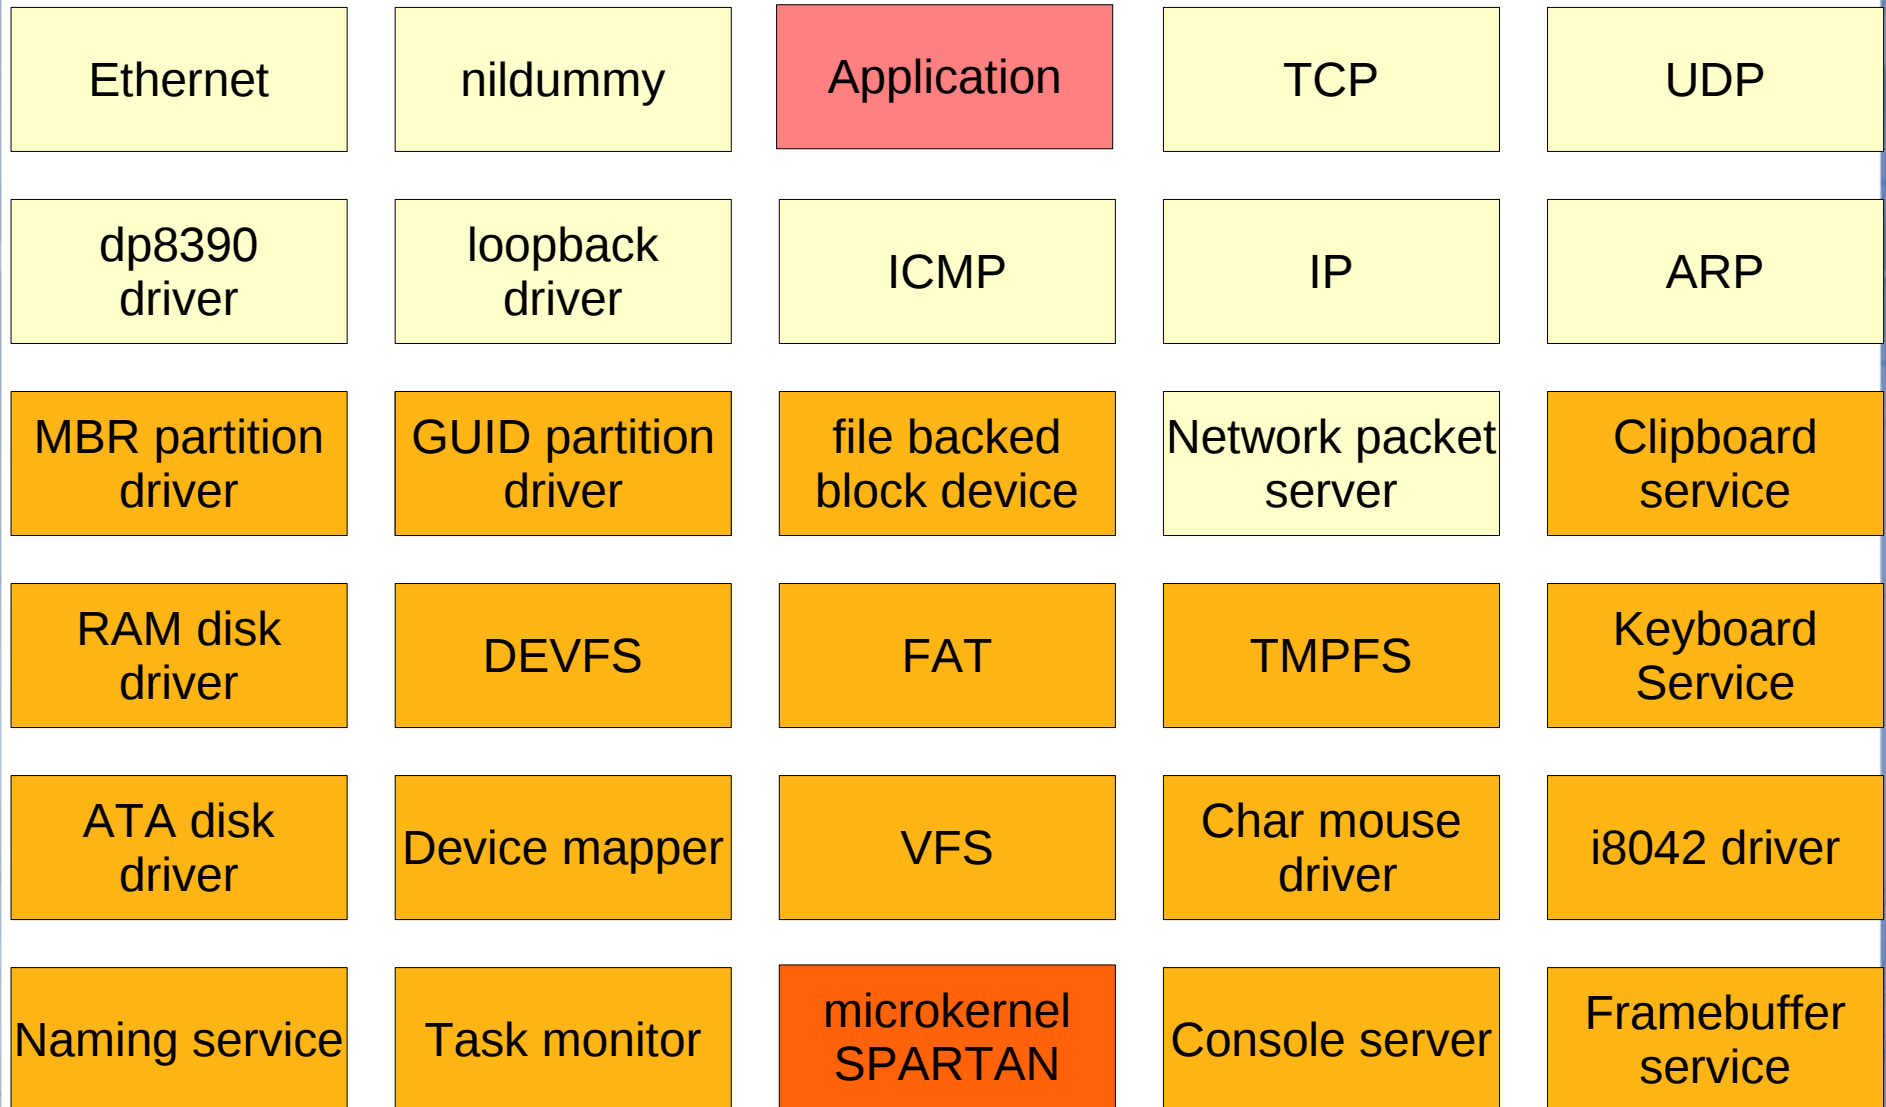 Ethernet
nildummy
Application
TCP
UDP
dp8390
driver
loopback
driver
ICMP
IP
ARP
MBR partition
driver
GUID partition
driver
file backed
block device
Network packet
server
Clipboard
service
RAM disk
driver
DEVFS
FAT
TMPFS
Keyboard
Service
ATA disk
driver
Device mapper
VFS
Char mouse
driver
i8042 driver
Naming service
Task monitor
microkernel
SPARTAN
Console server
Framebuffer
service